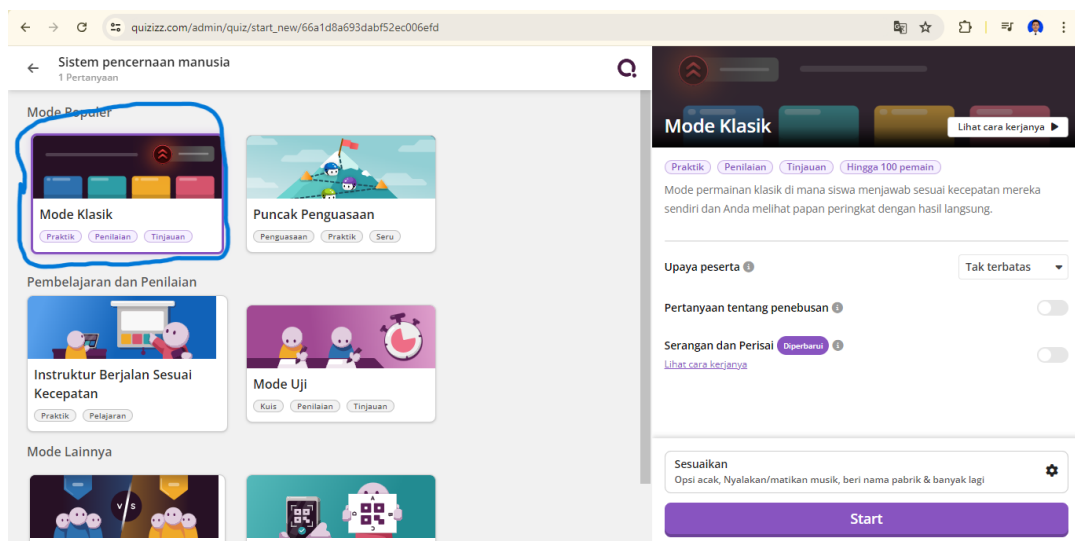 quizizz.com/admin/quiz/start_new/66a1d8a693dabf52ec006efd
Sistem pencernaan manusia
1 Pertanyaan
Mode Populer
Mode Klasik
Praktik Penilaian Tinjauan
Puncak Penguasaan
Penguasaan Praktik Seru
Pembelajaran dan Penilaian
Instruktur Berjalan Sesuai
Kecepatan
Praktik Pelajaran
Mode Uji
Kuis Penilaian Tinjauan
Mode Lainnya
V S
Mode Klasik
Lihat cara kerjanya
Praktik Penilaian Tinjauan Hingga 100 pemain
Mode permainan klasik di mana siswa menjawab sesuai kecepatan mereka
sendiri dan Anda melihat papan peringkat dengan hasil langsung.
Upaya peserta
Tak terbatas
Pertanyaan tentang penebusan
Serangan dan Perisai Diperbarui
Lihat cara kerjanya
Sesuaikan
Opsi acak, Nyalakan/matikan musik, beri nama pabrik & banyak lagi
Start